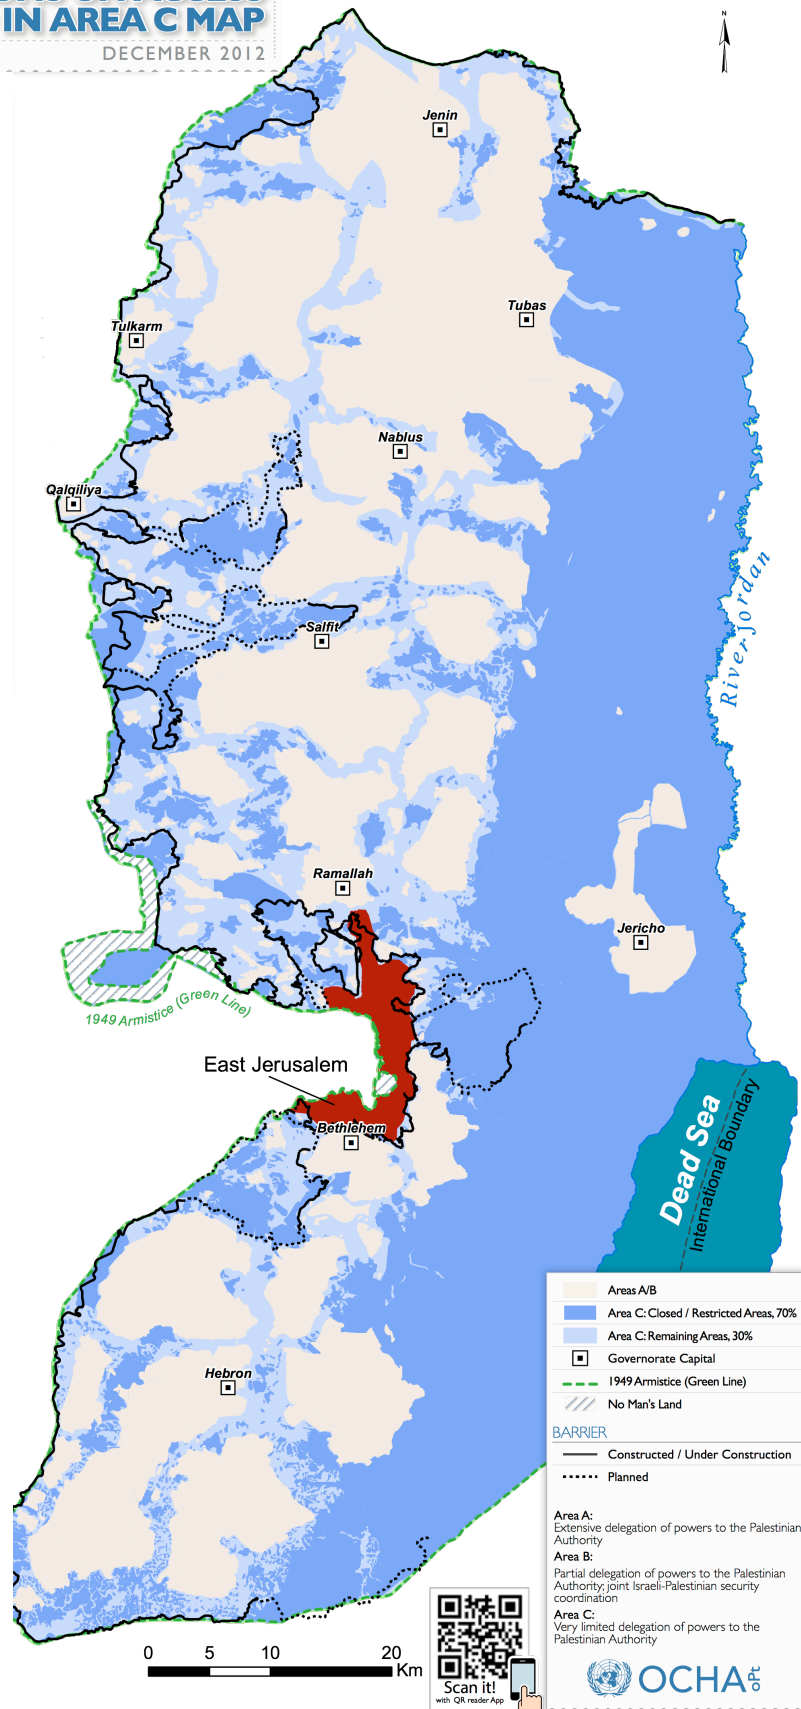 IN AREA C MAP
DECEMBER 2012
N
Jenin
Tubas
Tulkarm
Nablus
Qalqiliya
River Jordan
Salfit
Ramallah
Jericho
1949 Armistice (Green Line)
East Jerusalem
Bethlehem
Dead Sea
International Boundary
Hebron
Areas A/B
Area C: Closed / Restricted Areas, 70%
Area C: Remaining Areas, 30%
Governorate Capital
1949 Armistice (Green Line)
No Man's Land
BARRIER
Constructed / Under Construction
Planned
Area A:
Extensive delegation of powers to the Palestinian
Authority
Area B:
Partial delegation of powers to the Palestinian
Authority; joint Israeli-Palestinian security
coordination
Area C:
Very limited delegation of powers to the
Palestinian Authority
OCHA oPt
0 5 10 20
Km
Scan it!
with QR reader App